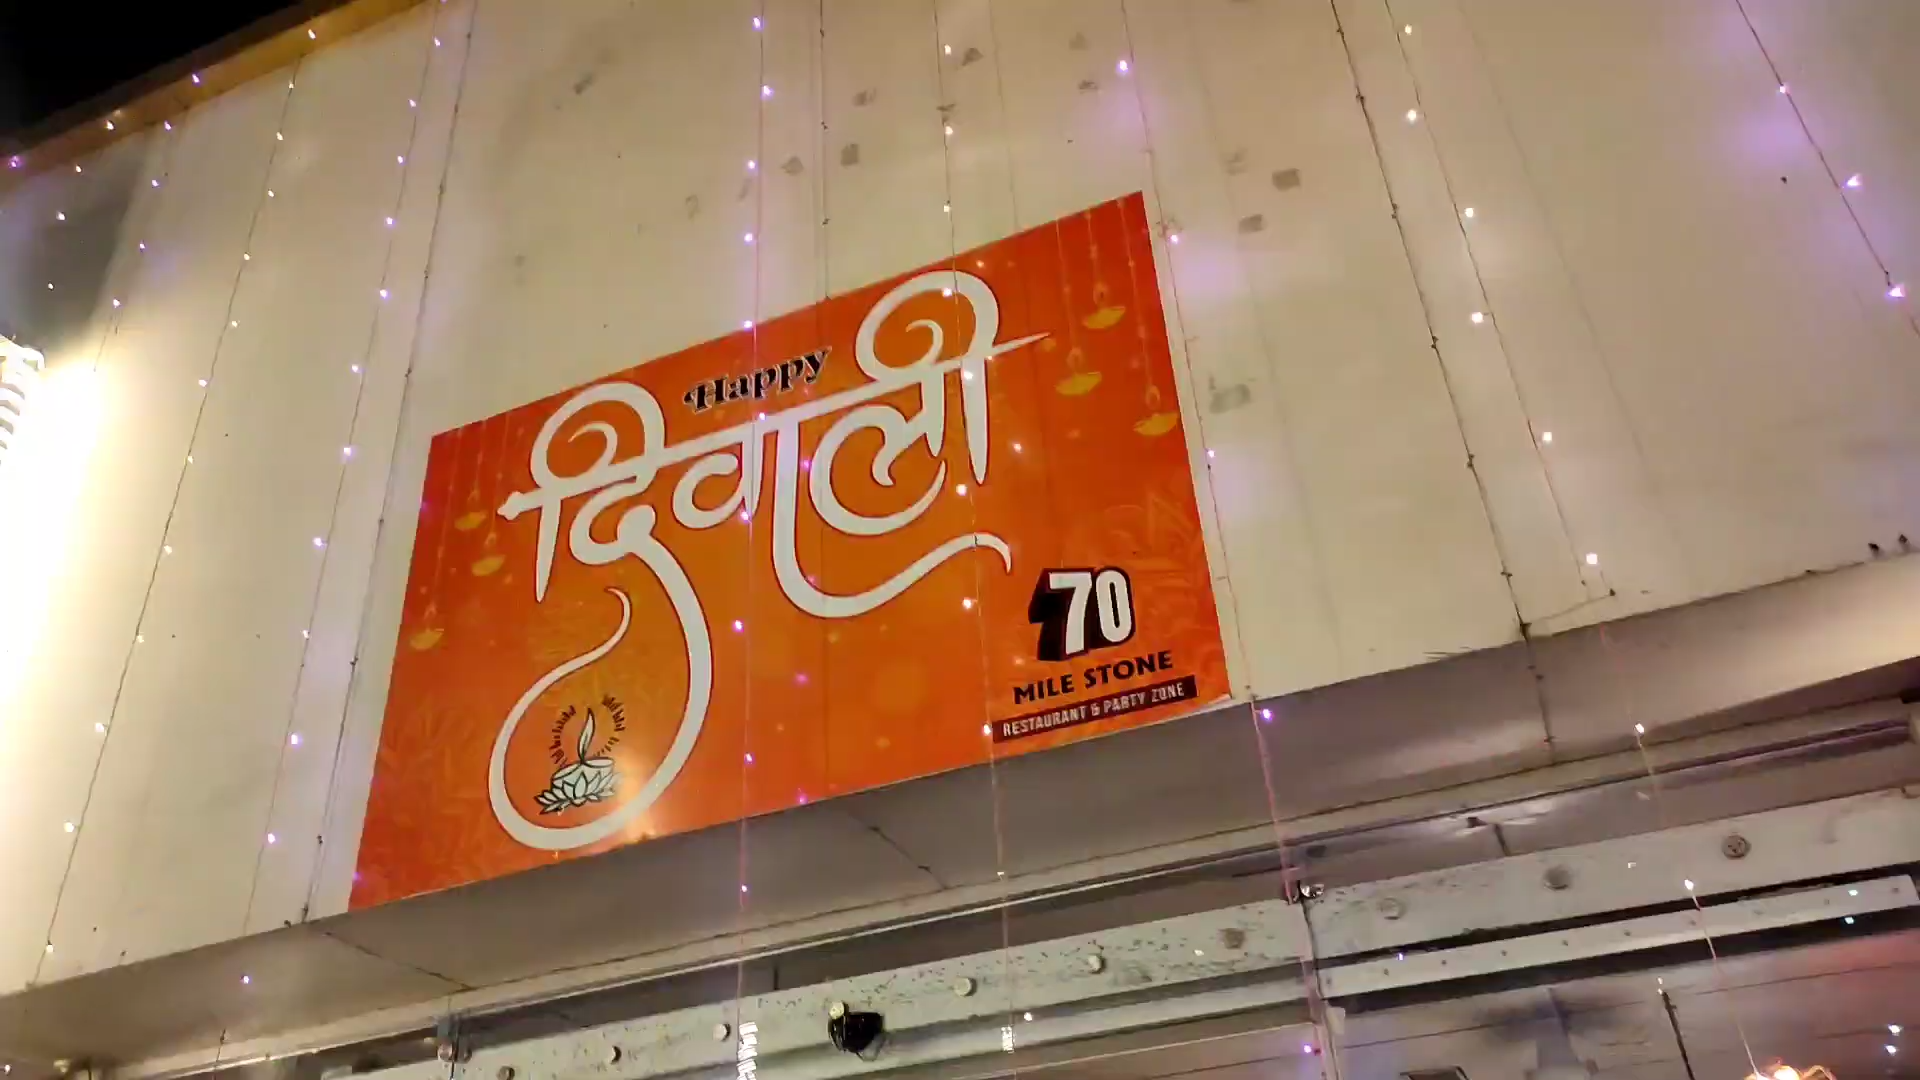 Happy
दिवाली
70
MILE STONE
RESTAURANT & PARTY ZONE